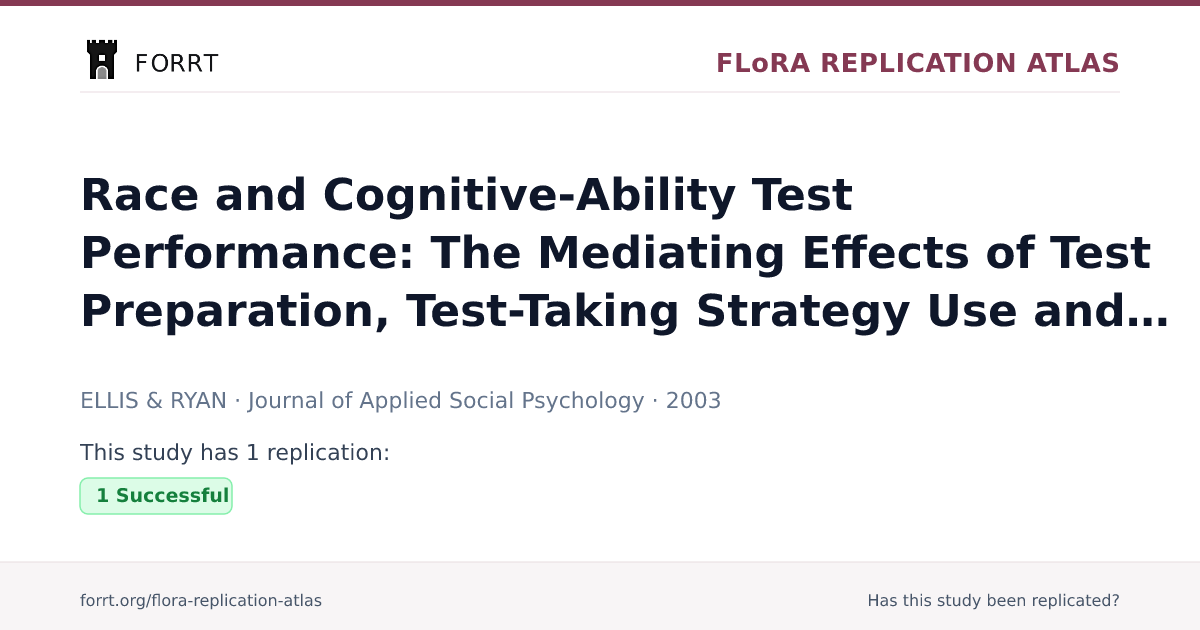 FORRT
FLoRA REPLICATION ATLAS
Race and Cognitive-Ability Test
Performance: The Mediating Effects of Test
Preparation, Test-Taking Strategy Use and…
ELLIS & RYAN · Journal of Applied Social Psychology · 2003
This study has 1 replication:
1 Successful
forrt.org/flora-replication-atlas
Has this study been replicated?